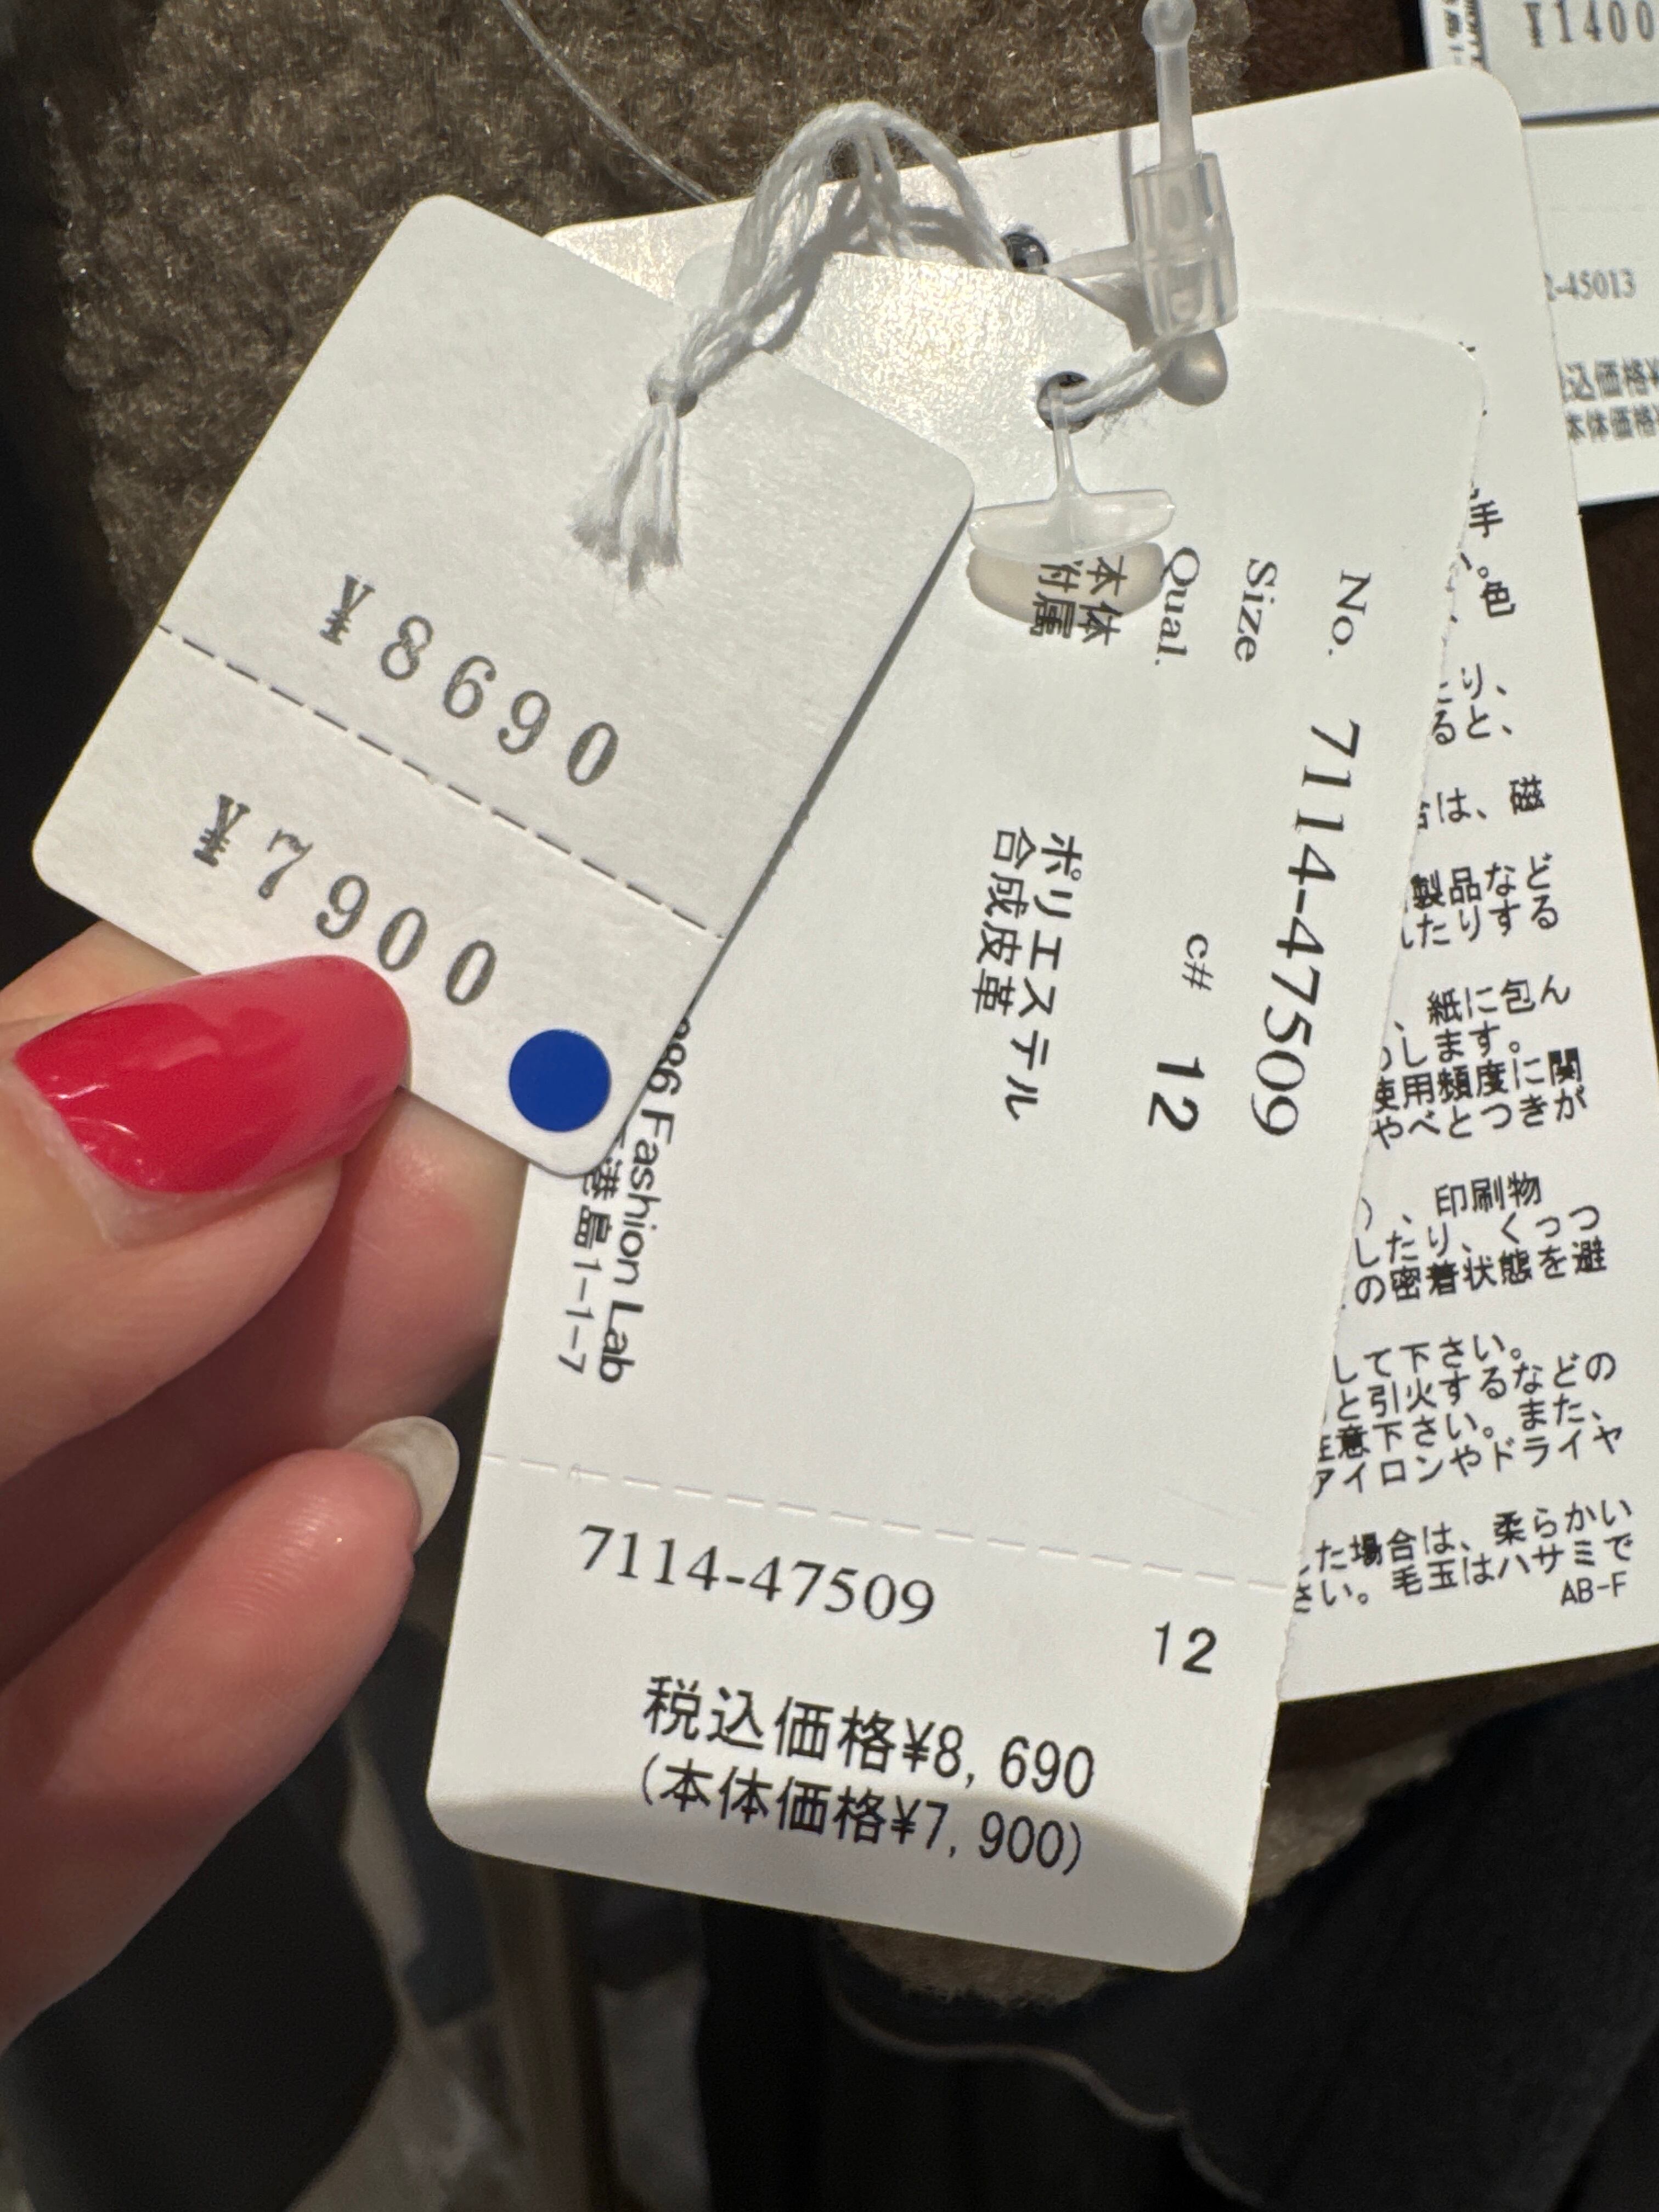 ¥8690
¥7900
No. 7114-47509
Size
Qual. c# 12
本体 ポリエステル
付属 合成皮革
Fashion Lab
港島1-1-7
7114-47509
12
税込価格¥8,690
(本体価格¥7,900)
¥1400
-45013
込価格¥
本体価格
手
色
り、
ると、
は、磁
製品など
たりする
、紙に包ん
します。
使用頻度に関
やべとつきが
、印刷物
したり、くっつ
の密着状態を避
して下さい。
と引火するなどの
意下さい。また、
アイロンやドライヤ
た場合は、柔らかい
さい。毛玉はハサミで
AB-F